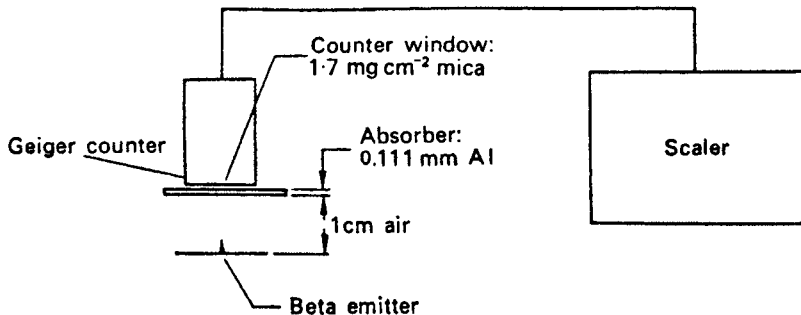 Counter window:
1·7 mg cm⁻² mica
Geiger counter
Absorber:
0.111 mm Al
Scaler
1cm air
Beta emitter